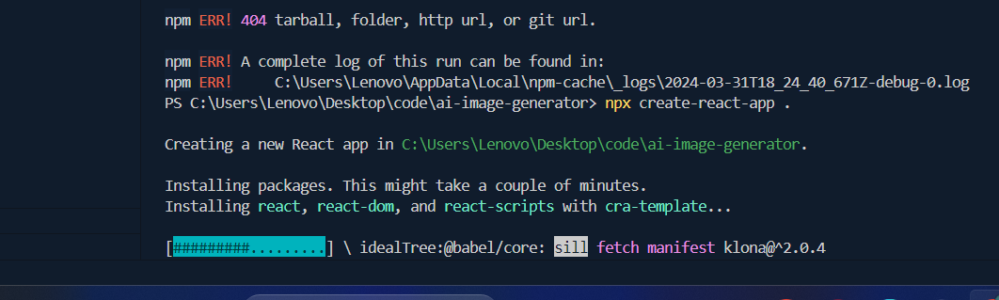 npm ERR! 404 tarball, folder, http url, or git url.
npm ERR! A complete log of this run can be found in:
npm ERR!     C:\Users\Lenovo\AppData\Local\npm-cache\_logs\2024-03-31T18_24_40_671Z-debug-0.log
PS C:\Users\Lenovo\Desktop\code\ai-image-generator> npx create-react-app .
Creating a new React app in C:\Users\Lenovo\Desktop\code\ai-image-generator.
Installing packages. This might take a couple of minutes.
Installing react, react-dom, and react-scripts with cra-template...
[#########.........] \ idealTree:@babel/core: sill fetch manifest klona@^2.0.4